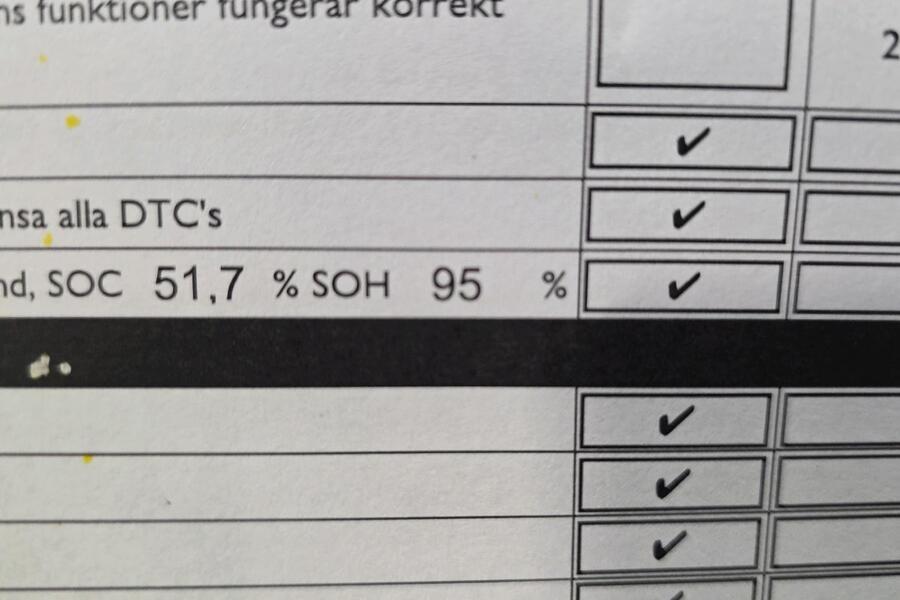 ns funktioner fungerar korrekt
2
✔
nsa alla DTC's ✔
nd, SOC 51,7 % SOH 95 % ✔
✔
✔
✔